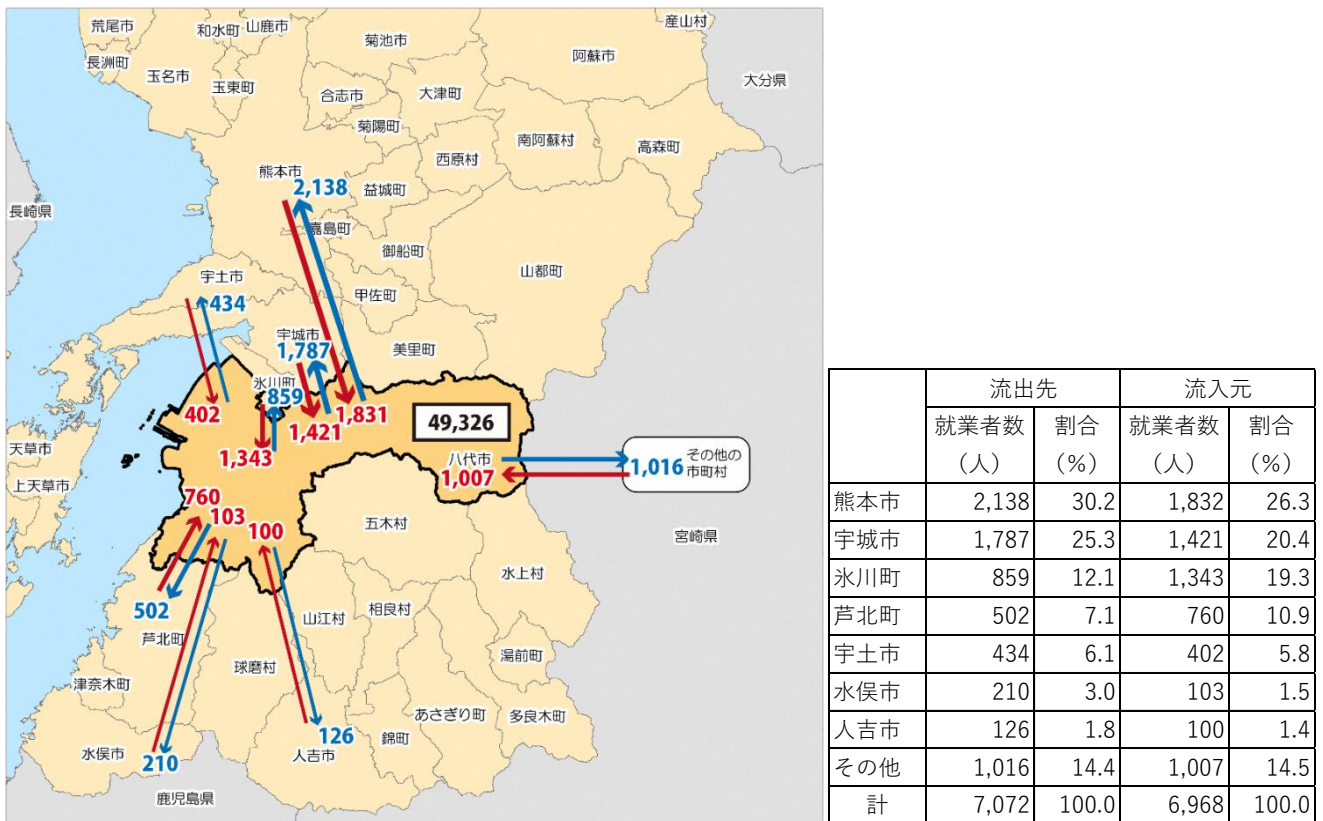 荒尾市
和水町
山鹿市
菊池市
産山村
阿蘇市
長洲町
玉名市
玉東町
合志市
大津町
大分県
菊陽町
南阿蘇村
高森町
西原村
熊本市
2,138
益城町
長崎県
嘉島町
御船町
山都町
宇土市
434
甲佐町
宇城市
1,787
美里町
氷川町
859
402
1,421
1,831
49,326
1,343
八代市
1,007
1,016
その他の
市町村
天草市
上天草市
760
103
100
五木村
宮崎県
水上村
502
芦北町
山江村
相良村
球磨村
湯前町
津奈木町
あさぎり町
多良木町
錦町
126
人吉市
水俣市
210
鹿児島県
流出先 流入元
就業者数 割合 就業者数 割合
（人） （%） （人） （%）
熊本市 2,138 30.2 1,832 26.3
宇城市 1,787 25.3 1,421 20.4
氷川町 859 12.1 1,343 19.3
芦北町 502 7.1 760 10.9
宇土市 434 6.1 402 5.8
水俣市 210 3.0 103 1.5
人吉市 126 1.8 100 1.4
その他 1,016 14.4 1,007 14.5
計 7,072 100.0 6,968 100.0